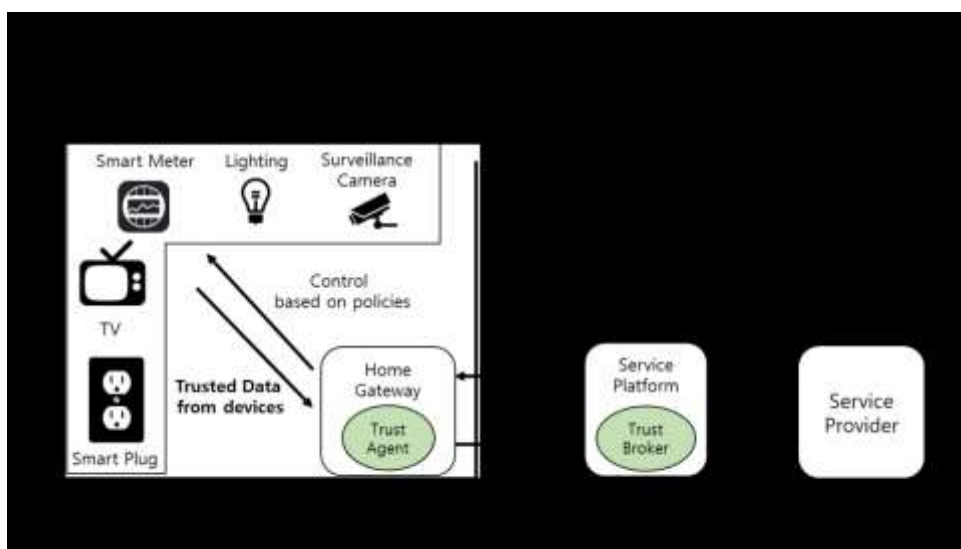 Smart Meter
Lighting
Surveillance
Camera
TV
Control
based on policies
Trusted Data
from devices
Smart Plug
Home
Gateway
Trust
Agent
Service
Platform
Trust
Broker
Service
Provider